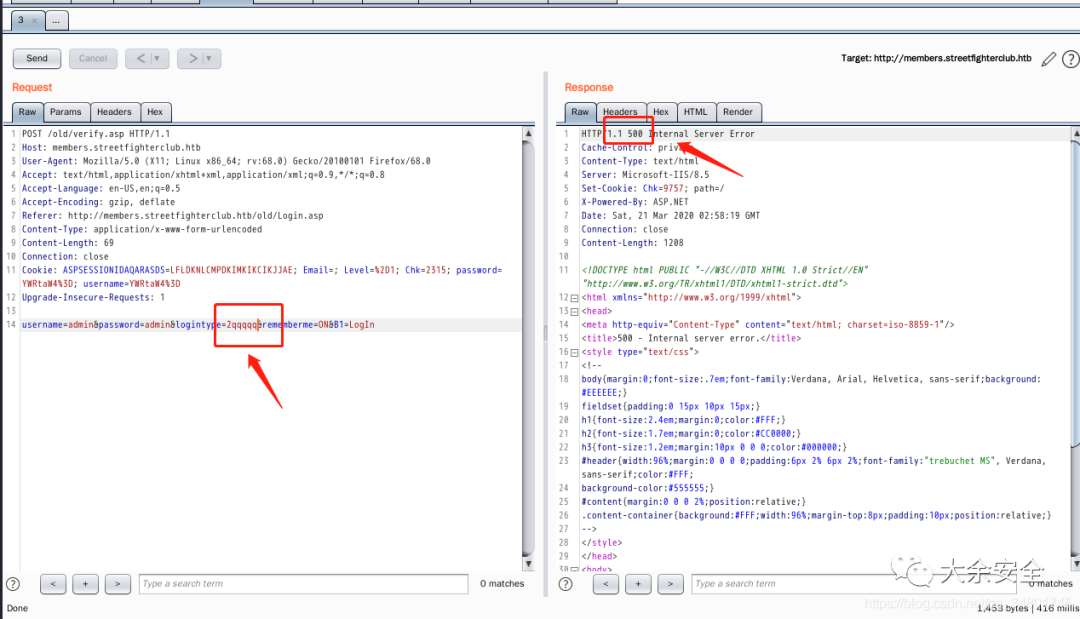 3 × ...
Send Cancel < | ▼ > | ▼ Target: http://members.streetfighterclub.htb
Request
Raw Params Headers Hex
1 POST /old/verify.asp HTTP/1.1
2 Host: members.streetfighterclub.htb
3 User-Agent: Mozilla/5.0 (X11; Linux x86_64; rv:68.0) Gecko/20100101 Firefox/68.0
4 Accept: text/html,application/xhtml+xml,application/xml;q=0.9,*/*;q=0.8
5 Accept-Language: en-US,en;q=0.5
6 Accept-Encoding: gzip, deflate
7 Referer: http://members.streetfighterclub.htb/old/Login.asp
8 Content-Type: application/x-www-form-urlencoded
9 Content-Length: 69
10 Connection: close
11 Cookie: ASPSESSIONIDAQARASDS=LFLDKNLCMPDKIMKIKCIKJJAE; Email=; Level=%2D1; Chk=2315; password=
YWRtaW4%3D; username=YWRtaW4%3D
12 Upgrade-Insecure-Requests: 1
13
14 username=admin&password=admin&logintype=2qqqqq&rememberme=ON&B1=LogIn
? < + > Type a search term 0 matches
Response
Raw Headers Hex HTML Render
1 HTTP/1.1 500 Internal Server Error
2 Cache-Control:
3 Content-Type: text/html
4 Server: Microsoft-IIS/8.5
5 Set-Cookie: Chk=9757; path=/
6 X-Powered-By: ASP.NET
7 Date: Sat, 21 Mar 2020 02:58:19 GMT
8 Connection: close
9 Content-Length: 1208
10
11 <!DOCTYPE html PUBLIC "-//W3C//DTD XHTML 1.0 Strict//EN"
"http://www.w3.org/TR/xhtml1/DTD/xhtml1-strict.dtd">
12 <html xmlns="http://www.w3.org/1999/xhtml">
13 <head>
14 <meta http-equiv="Content-Type" content="text/html; charset=iso-8859-1"/>
15 <title>500 - Internal server error.</title>
16 <style type="text/css">
17 <!--
18 body{margin:0;font-size:.7em;font-family:Verdana, Arial, Helvetica, sans-serif;background:
#EEEEEE;}
19 fieldset{padding:0 15px 10px 15px;}
20 h1{font-size:2.4em;margin:0;color:#FFF;}
21 h2{font-size:1.7em;margin:0;color:#CC0000;}
22 h3{font-size:1.2em;margin:10px 0 0 0;color:#000000;}
23 #header{width:96%;margin:0 0 0 0;padding:6px 2% 6px 2%;font-family:"trebuchet MS", Verdana,
sans-serif;color:#FFF;
24 background-color:#555555;}
25 #content{margin:0 0 0 2%;position:relative;}
26 .content-container{background:#FFF;width:96%;margin-top:8px;padding:10px;position:relative;}
27 -->
28 </style>
29 </head>
30 <body>
? < + > Type a search term 0 matches
大余安全
Done
1,453 bytes | 416 millis